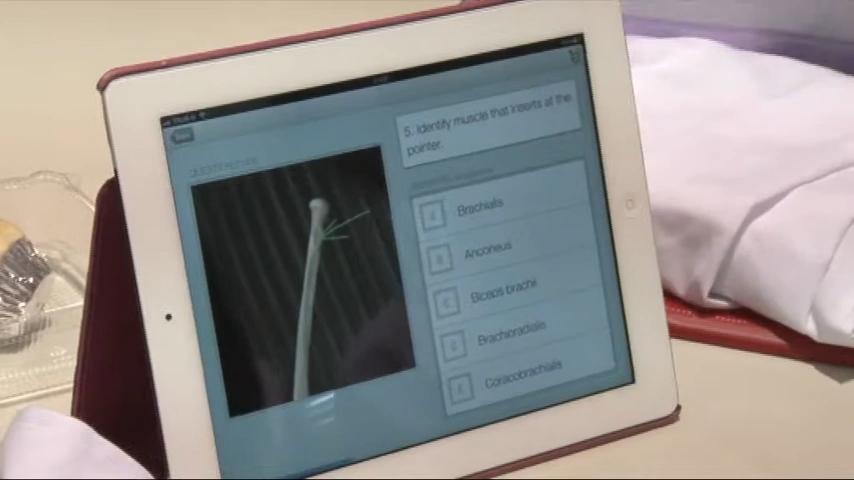 5. Identify muscle that inserts at the
pointer.
A Brachialis
B Anconeus
C Biceps brachii
D Brachioradialis
E Coracobrachialis